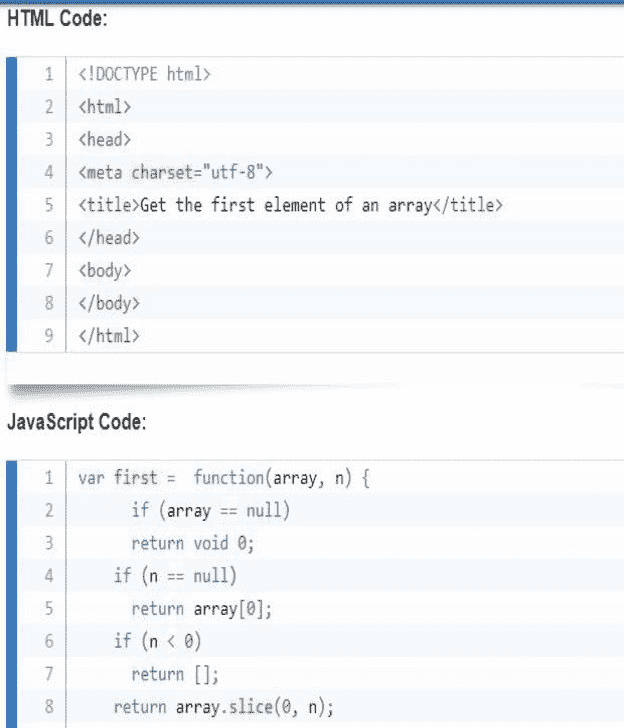 HTML Code:
1 <!DOCTYPE html>
2 <html>
3 <head>
4 <meta charset="utf-8">
5 <title>Get the first element of an array</title>
6 </head>
7 <body>
8 </body>
9 </html>
JavaScript Code:
1 var first =  function(array, n) {
2       if (array == null)
3       return void 0;
4     if (n == null)
5       return array[0];
6     if (n < 0)
7       return [];
8     return array.slice(0, n);